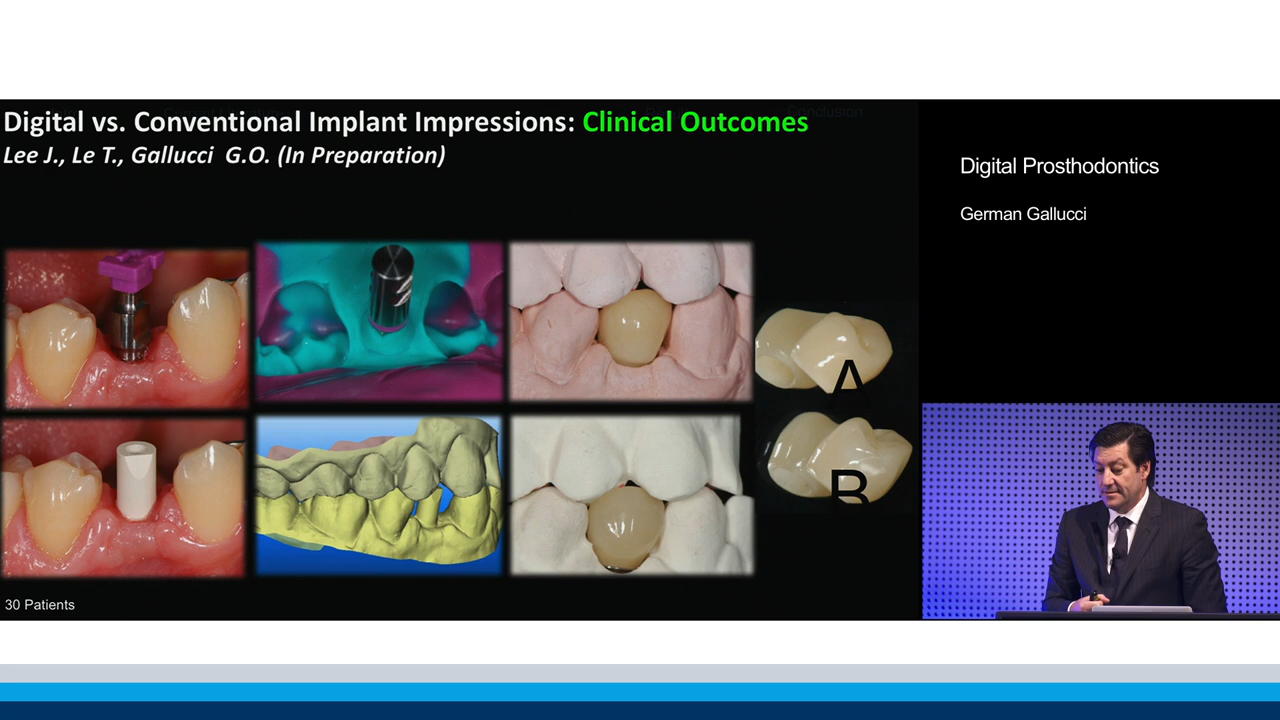 Digital vs. Conventional Implant Impressions: Clinical Outcomes
Lee J., Le T., Gallucci G.O. (In Preparation)
A
B
30 Patients
Digital Prosthodontics
German Gallucci